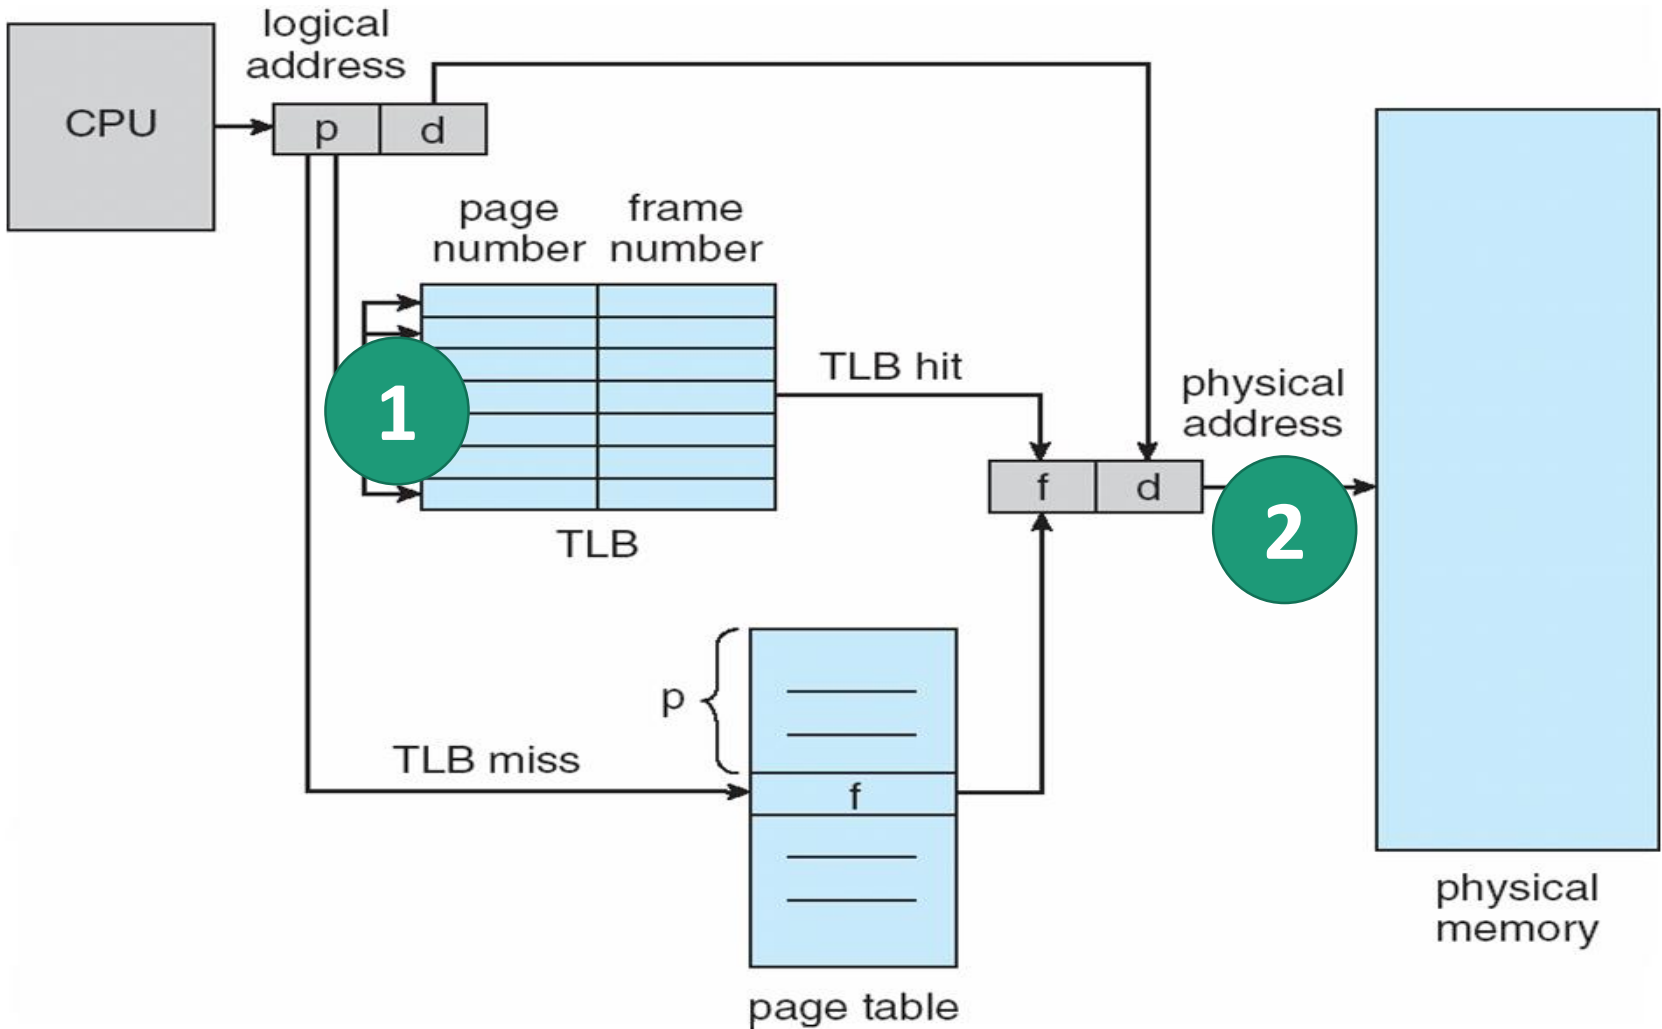 logical
address
CPU
p
d
page
number
frame
number
TLB hit
1
physical
address
f
d
2
TLB
p
TLB miss
f
physical
memory
page table